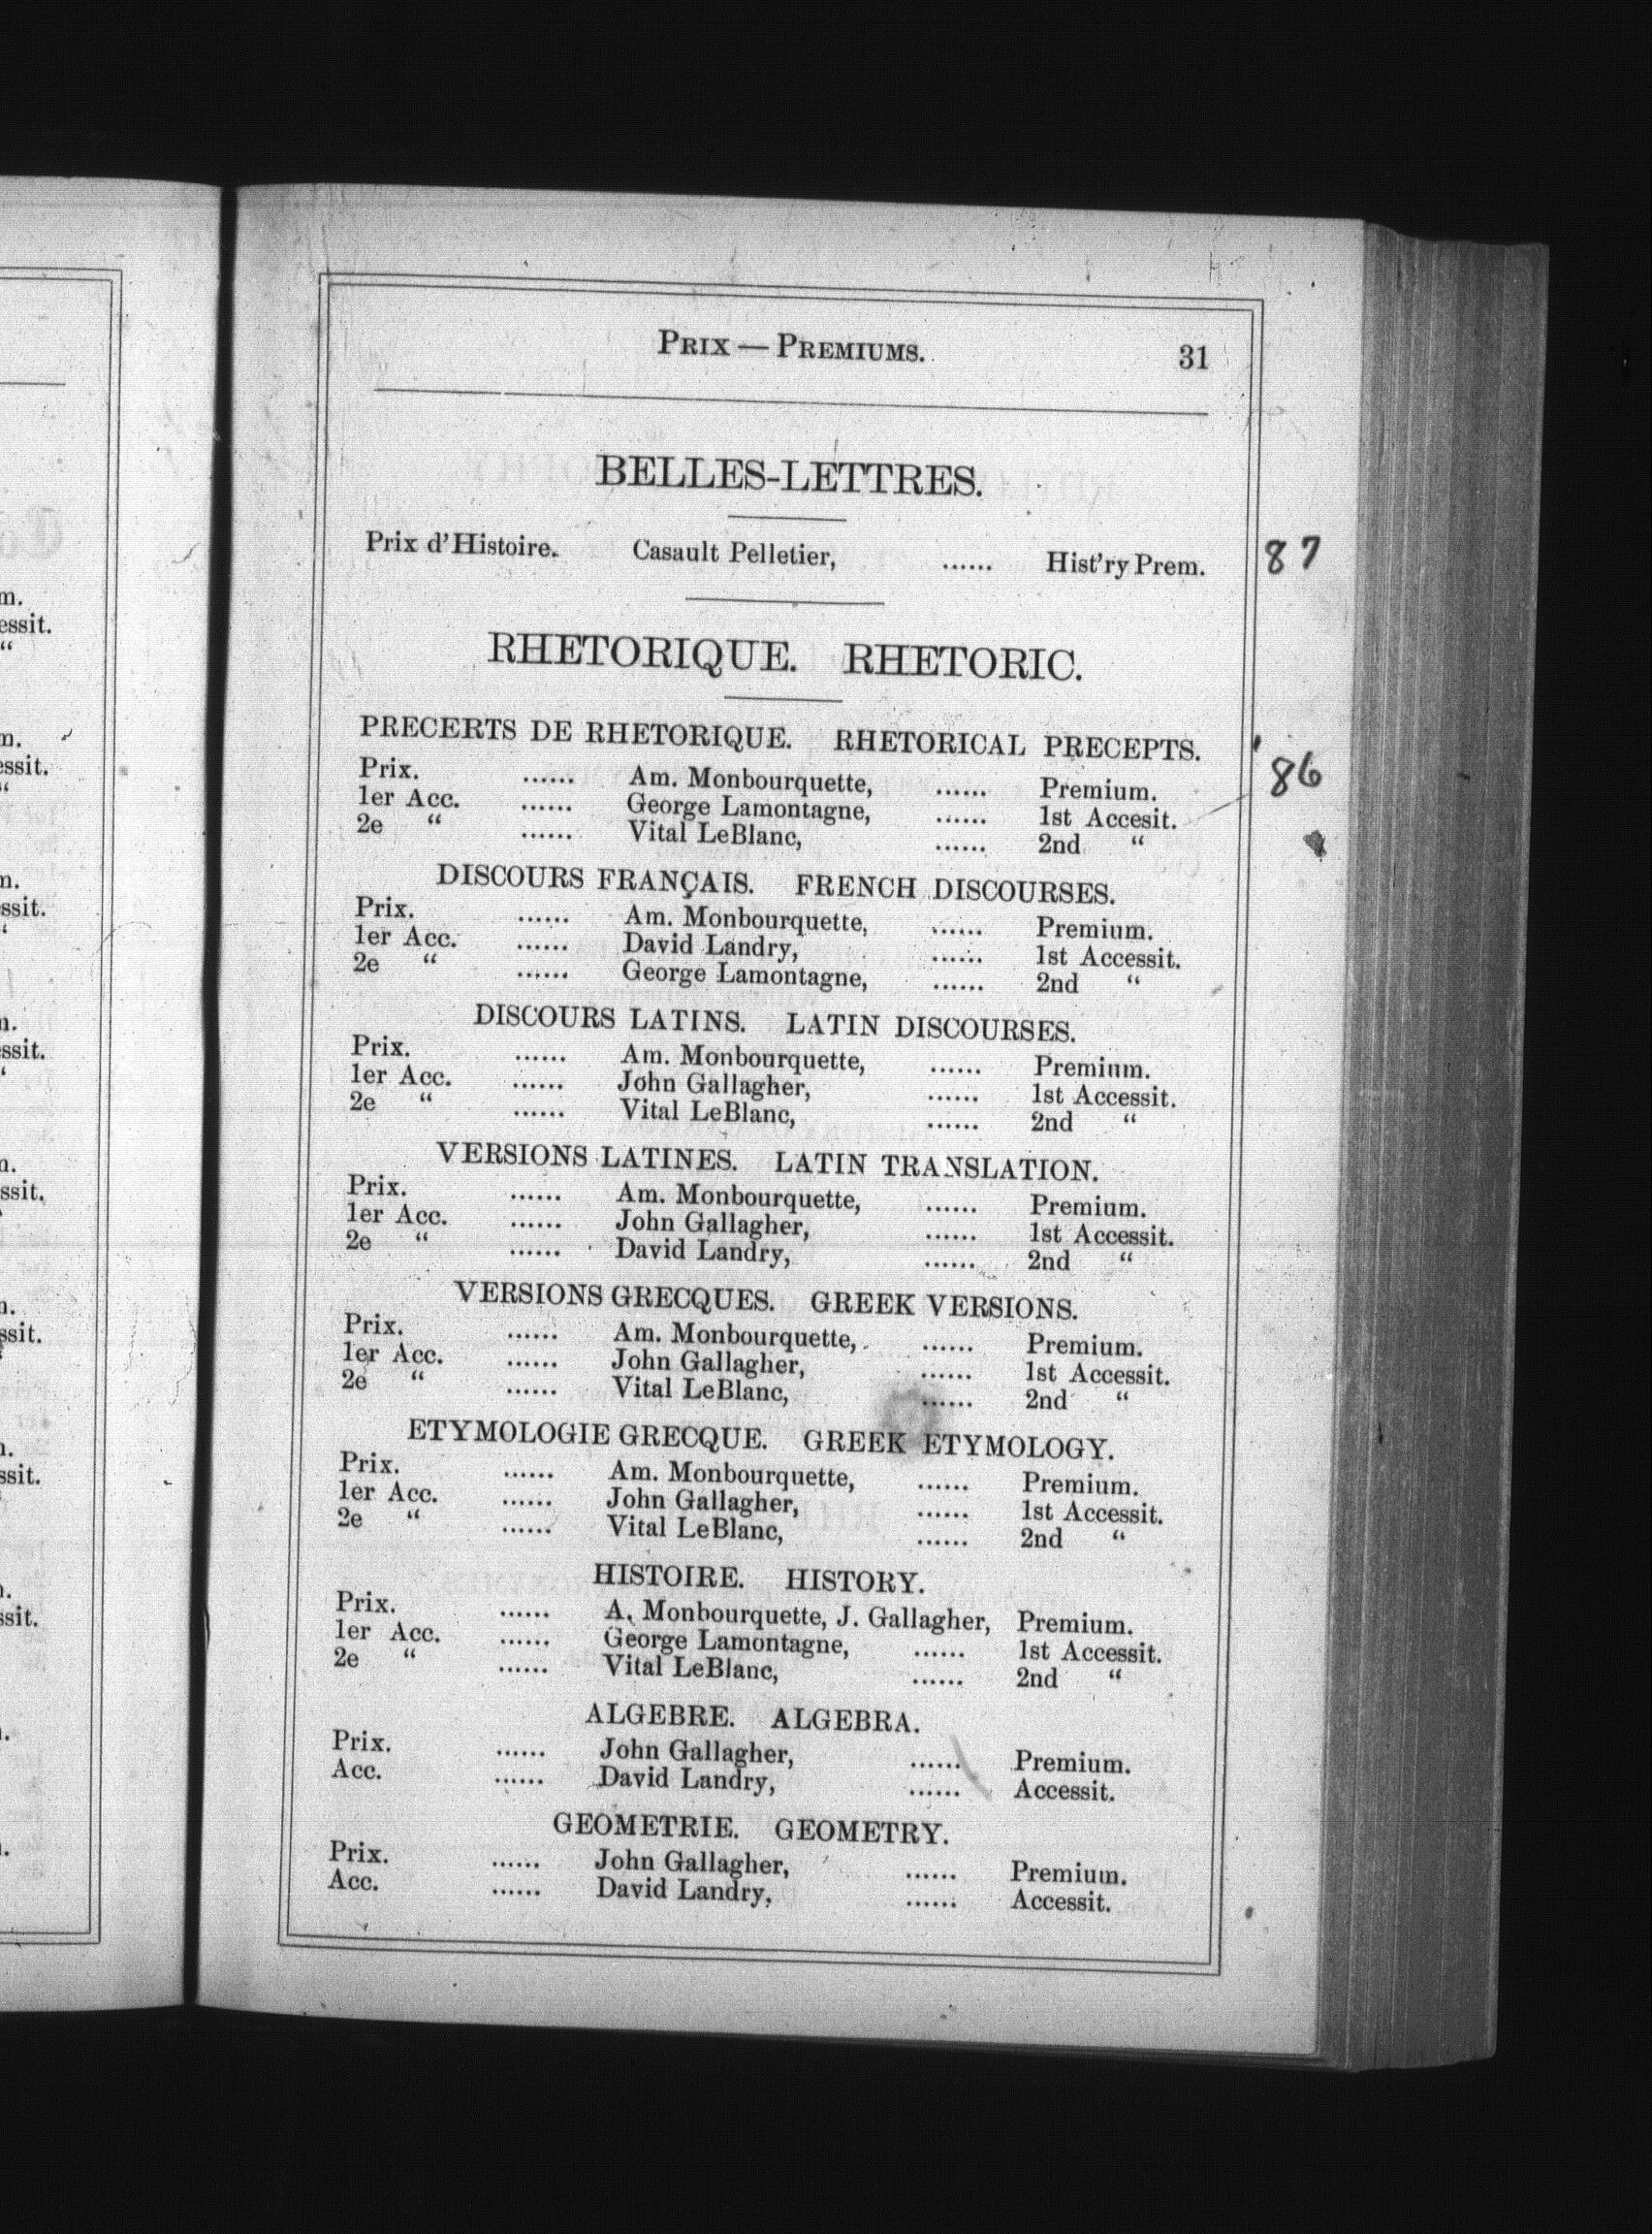 PRIX — PREMIUMS. 31
BELLES-LETTRES.
Prix d'Histoire. Casault Pelletier, ...... Hist'ry Prem. 87
RHETORIQUE. RHETORIC.
PRECERTS DE RHETORIQUE. RHETORICAL PRECEPTS.
Prix. ...... Am. Monbourquette, ...... Premium. '86
1er Acc. ...... George Lamontagne, ...... 1st Accesit.
2e “ ...... Vital LeBlanc, ...... 2nd “
DISCOURS FRANÇAIS. FRENCH DISCOURSES.
Prix. ...... Am. Monbourquette, ...... Premium.
1er Acc. ...... David Landry, ...... 1st Accessit.
2e “ ...... George Lamontagne, ...... 2nd “
DISCOURS LATINS. LATIN DISCOURSES.
Prix. ...... Am. Monbourquette, ...... Premium.
1er Acc. ...... John Gallagher, ...... 1st Accessit.
2e “ ...... Vital LeBlanc, ...... 2nd “
VERSIONS LATINES. LATIN TRANSLATION.
Prix. ...... Am. Monbourquette, ...... Premium.
1er Acc. ...... John Gallagher, ...... 1st Accessit.
2e “ ...... David Landry, ...... 2nd “
VERSIONS GRECQUES. GREEK VERSIONS.
Prix. ...... Am. Monbourquette, ...... Premium.
1er Acc. ...... John Gallagher, ...... 1st Accessit.
2e “ ...... Vital LeBlanc, ...... 2nd “
ETYMOLOGIE GRECQUE. GREEK ETYMOLOGY.
Prix. ...... Am. Monbourquette, ...... Premium.
1er Acc. ...... John Gallagher, ...... 1st Accessit.
2e “ ...... Vital LeBlanc, ...... 2nd “
HISTOIRE. HISTORY.
Prix. ...... A. Monbourquette, J. Gallagher, Premium.
1er Acc. ...... George Lamontagne, ...... 1st Accessit.
2e “ ...... Vital LeBlanc, ...... 2nd “
ALGEBRE. ALGEBRA.
Prix. ...... John Gallagher, ...... Premium.
Acc. ...... David Landry, ...... Accessit.
GEOMETRIE. GEOMETRY.
Prix. ...... John Gallagher, ...... Premium.
Acc. ...... David Landry, ...... Accessit.